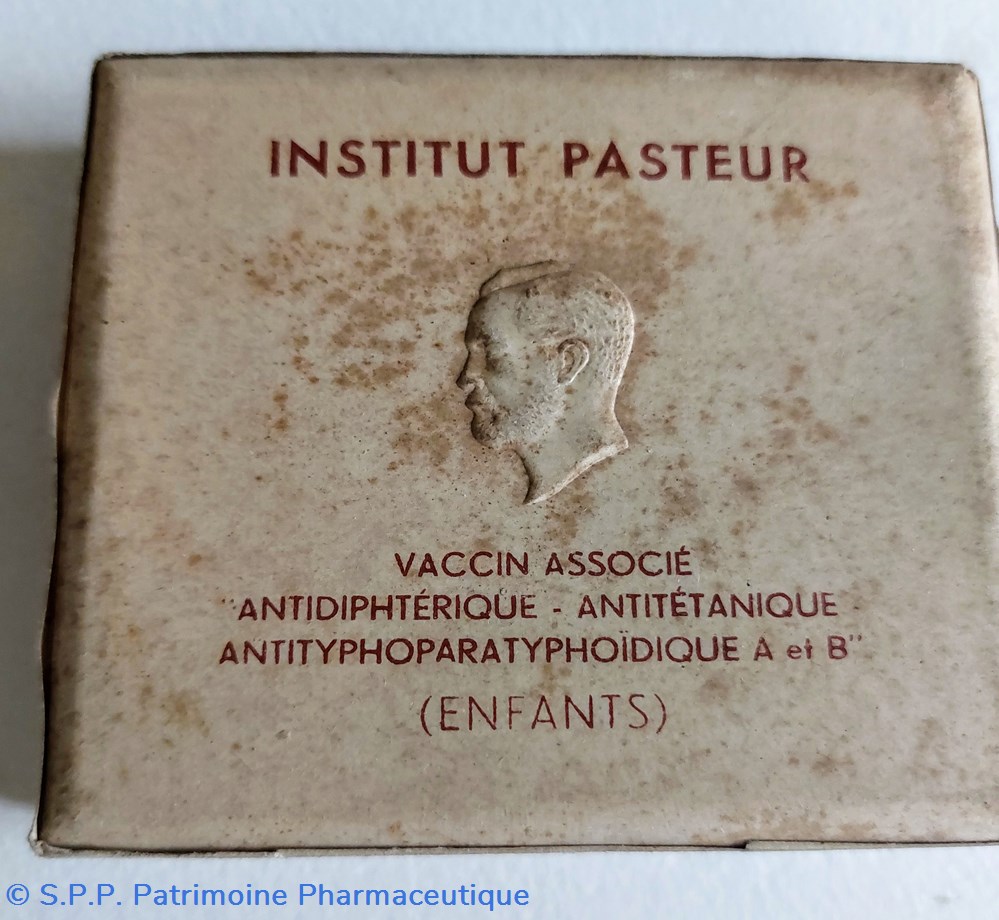 INSTITUT PASTEUR
VACCIN ASSOCIÉ
"ANTIDIPHTÉRIQUE - ANTITÉTANIQUE
ANTITYPHOPARATYPHOÏDIQUE A et B"
(ENFANTS)
© S.P.P. Patrimoine Pharmaceutique